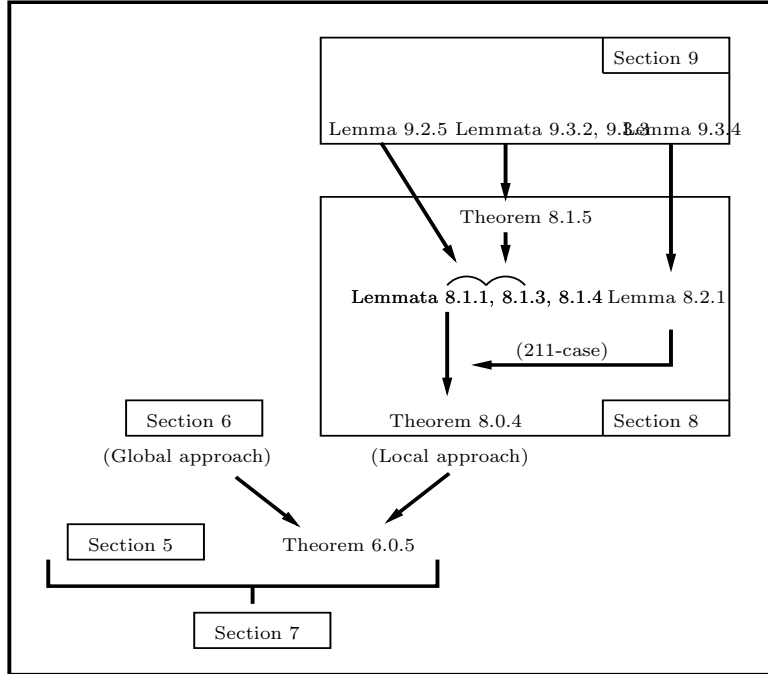 Section 9
Lemma 9.2.5 Lemmata 9.3.2, 9.3.3 Lemma 9.3.4
Theorem 8.1.5
Lemmata 8.1.1, 8.1.3, 8.1.4 Lemma 8.2.1
(211-case)
Section 6 Theorem 8.0.4 Section 8
(Global approach) (Local approach)
Section 5 Theorem 6.0.5
Section 7